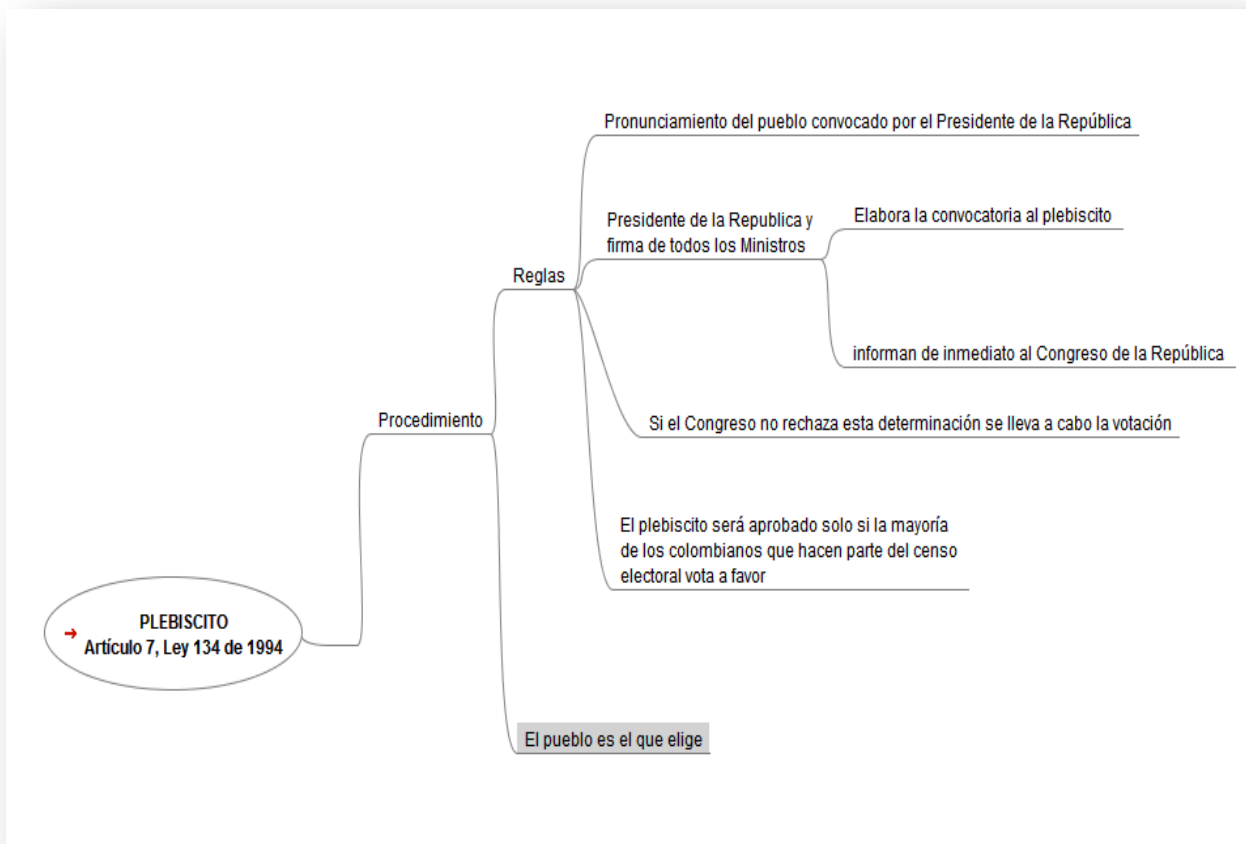 Pronunciamiento del pueblo convocado por el Presidente de la República
Presidente de la Republica y
firma de todos los Ministros
Elabora la convocatoria al plebiscito
informan de inmediato al Congreso de la República
Reglas
Si el Congreso no rechaza esta determinación se lleva a cabo la votación
Procedimiento
El plebiscito será aprobado solo si la mayoría
de los colombianos que hacen parte del censo
electoral vota a favor
PLEBISCITO
Artículo 7, Ley 134 de 1994
El pueblo es el que elige